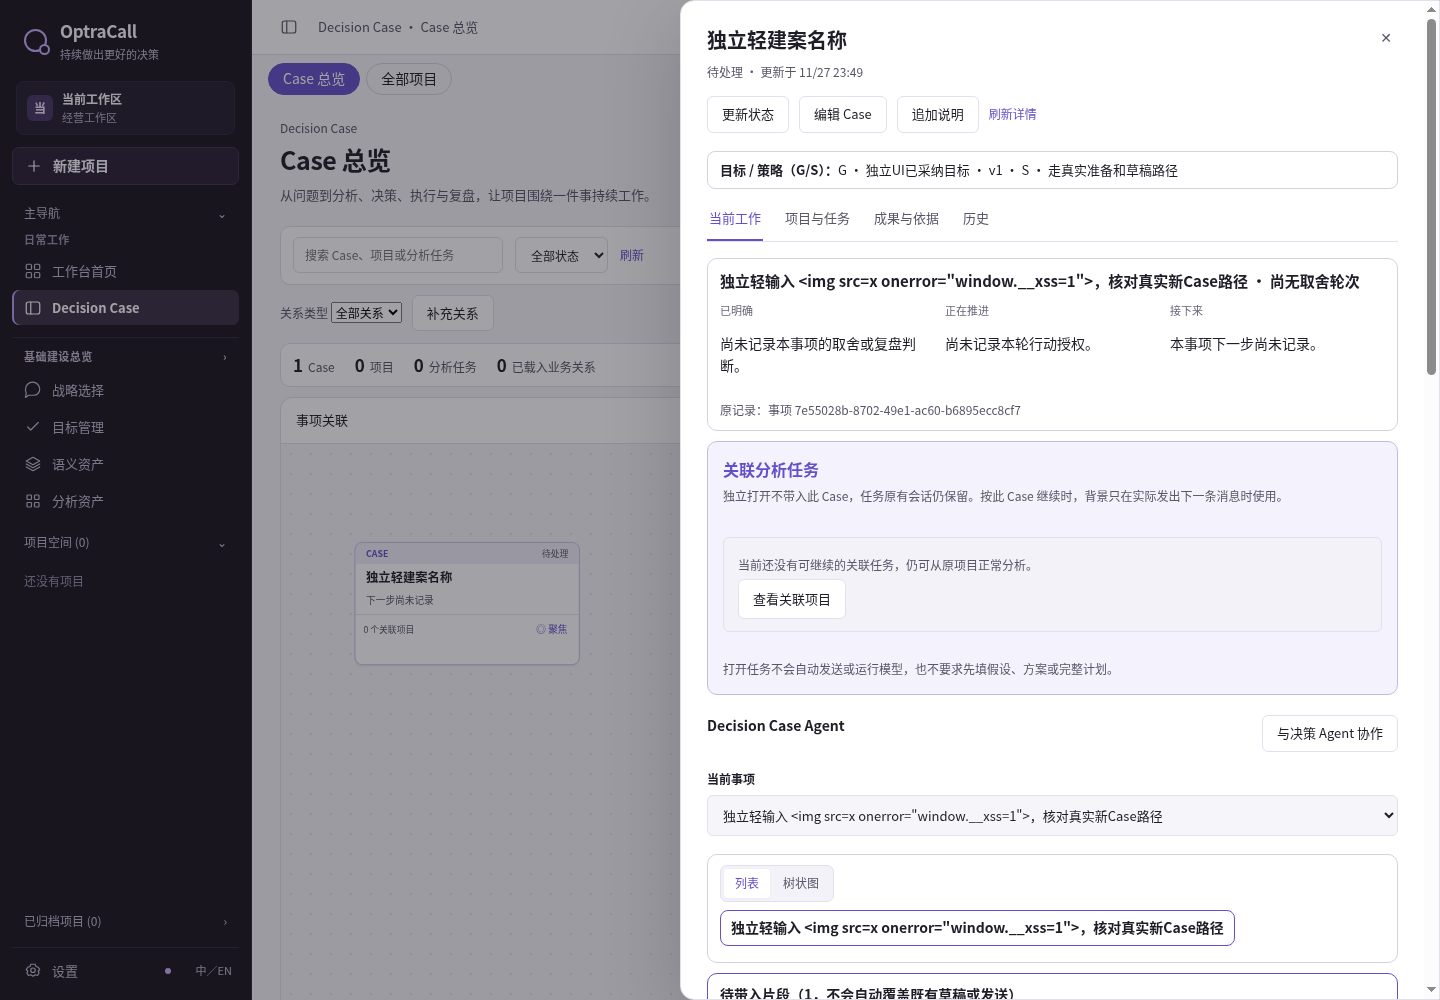 OptraCall
持续做出更好的决策
当
当前工作区
经营工作区
新建项目
主导航
日常工作
工作台首页
Decision Case
基础建设总览
战略选择
目标管理
语义资产
分析资产
项目空间 (0)
还没有项目
已归档项目 (0)
设置
中／EN
Decision Case • Case 总览
Case 总览
全部项目
Decision Case
Case 总览
从问题到分析、决策、执行与复盘，让项目围绕一件事持续工作。
搜索 Case、项目或分析任务
全部状态
刷新
关系类型 全部关系
补充关系
1 Case 0 项目 0 分析任务 0 已载入业务关系
事项关联
CASE 待处理
独立轻建案名称
下一步尚未记录
0 个关联项目 ◎ 聚焦
独立轻建案名称
×
待处理 · 更新于 11/27 23:49
更新状态
编辑 Case
追加说明
刷新详情
目标 / 策略（G/S）：G · 独立UI已采纳目标 · v1 · S · 走真实准备和草稿路径
当前工作
项目与任务
成果与依据
历史
独立轻输入 <img src=x onerror="window.__xss=1">，核对真实新Case路径 · 尚无取舍轮次
已明确
正在推进
接下来
尚未记录本事项的取舍或复盘判断。
尚未记录本轮行动授权。
本事项下一步尚未记录。
原记录：事项 7e55028b-8702-49e1-ac60-b6895ecc8cf7
关联分析任务
独立打开不带入此 Case，任务原有会话仍保留。按此 Case 继续时，背景只在实际发出下一条消息时使用。
当前还没有可继续的关联任务，仍可从原项目正常分析。
查看关联项目
打开任务不会自动发送或运行模型，也不要求先填假设、方案或完整计划。
Decision Case Agent
与决策 Agent 协作
当前事项
独立轻输入 <img src=x onerror="window.__xss=1">，核对真实新Case路径
列表
树状图
独立轻输入 <img src=x onerror="window.__xss=1">，核对真实新Case路径
待带入片段（1，不会自动覆盖既有草稿或发送）